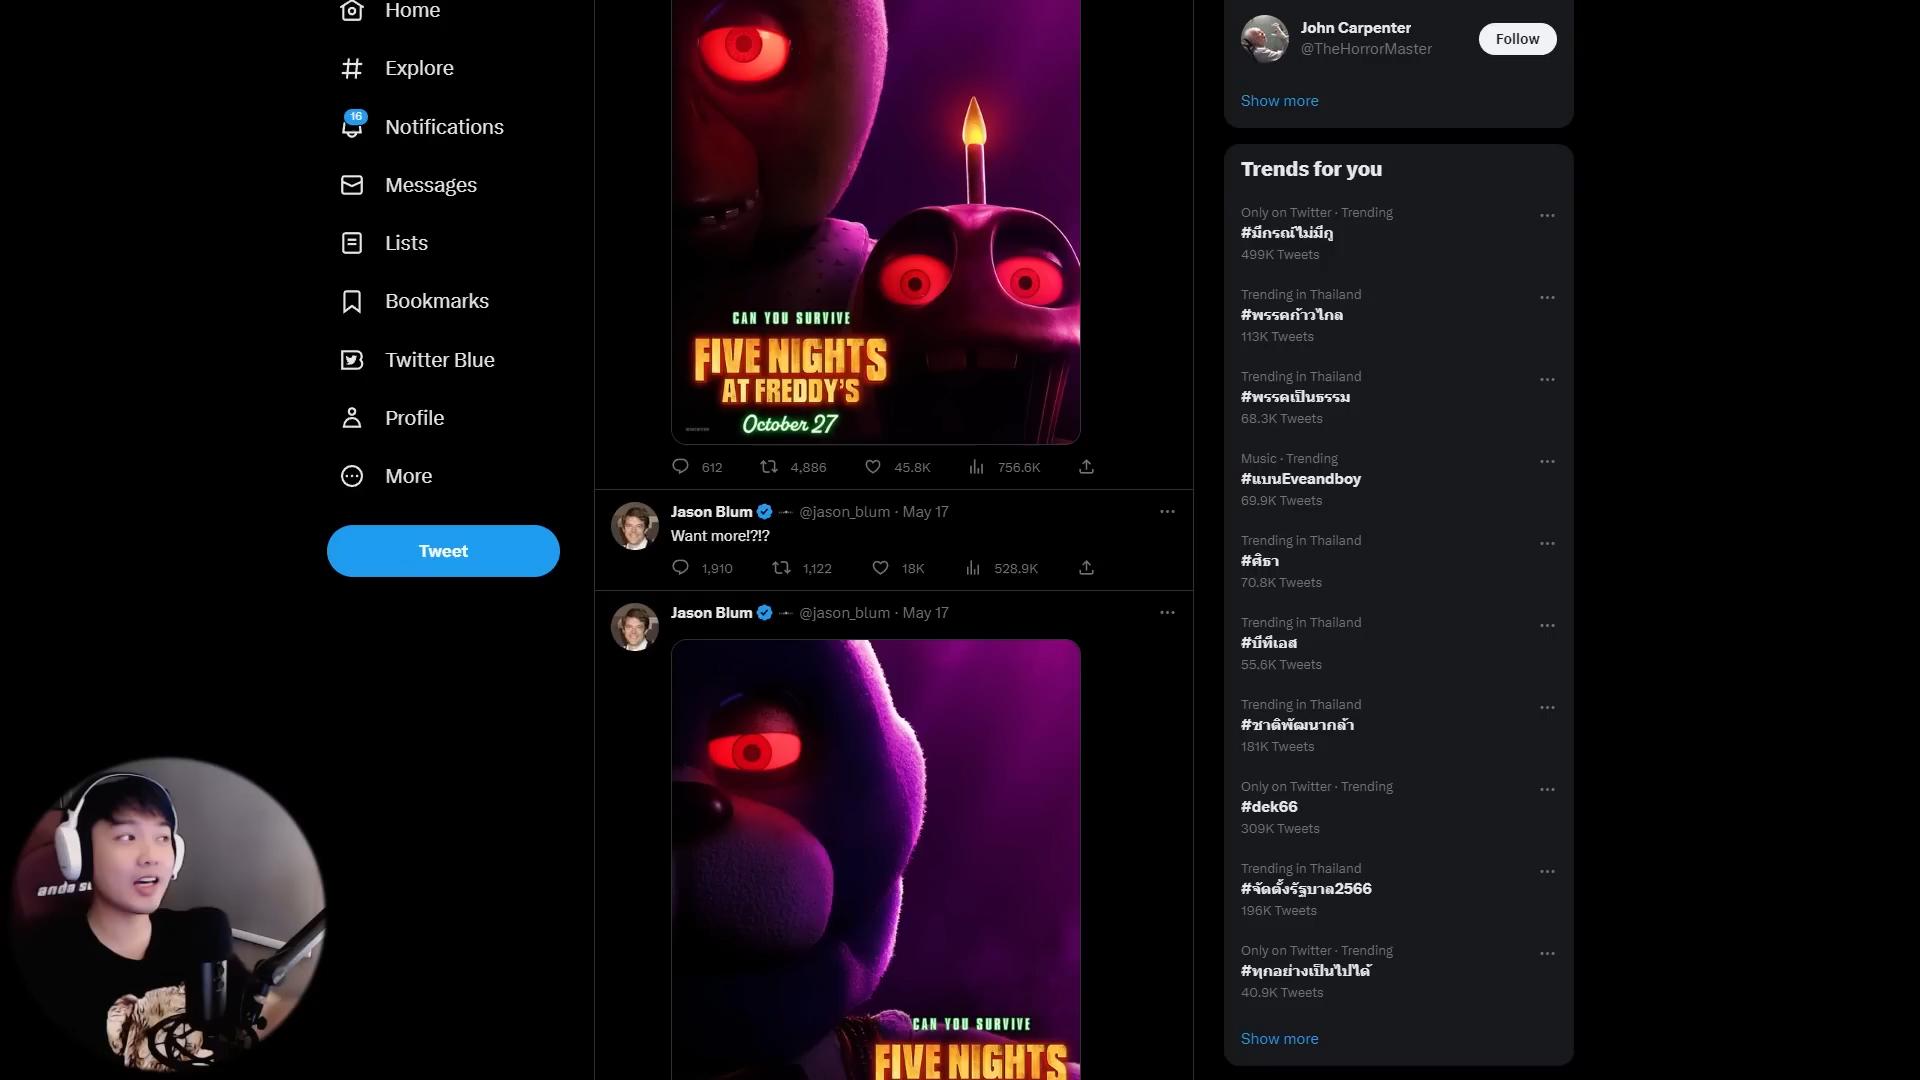 Home
Explore
16
Notifications
Messages
Lists
Bookmarks
Twitter Blue
Profile
More
Tweet
CAN YOU SURVIVE
FIVE NIGHTS
AT FREDDY'S
October 27
612 4,886 45.8K 756.6K
Jason Blum @jason_blum · May 17
Want more!?!?
1,910 1,122 18K 528.9K
Jason Blum @jason_blum · May 17
CAN YOU SURVIVE
FIVE NIGHTS
John Carpenter
@TheHorrorMaster
Follow
Show more
Trends for you
Only on Twitter · Trending
#มีกรณ์ไม่มีกู
499K Tweets
Trending in Thailand
#พรรคก้าวไกล
113K Tweets
Trending in Thailand
#พรรคเป็นธรรม
68.3K Tweets
Music · Trending
#แบนEveandboy
69.9K Tweets
Trending in Thailand
#ศิธา
70.8K Tweets
Trending in Thailand
#บีทีเอส
55.6K Tweets
Trending in Thailand
#ชาติพัฒนากล้า
181K Tweets
Only on Twitter · Trending
#dek66
309K Tweets
Trending in Thailand
#จัดตั้งรัฐบาล2566
196K Tweets
Only on Twitter · Trending
#ทุกอย่างเป็นไปได้
40.9K Tweets
Show more